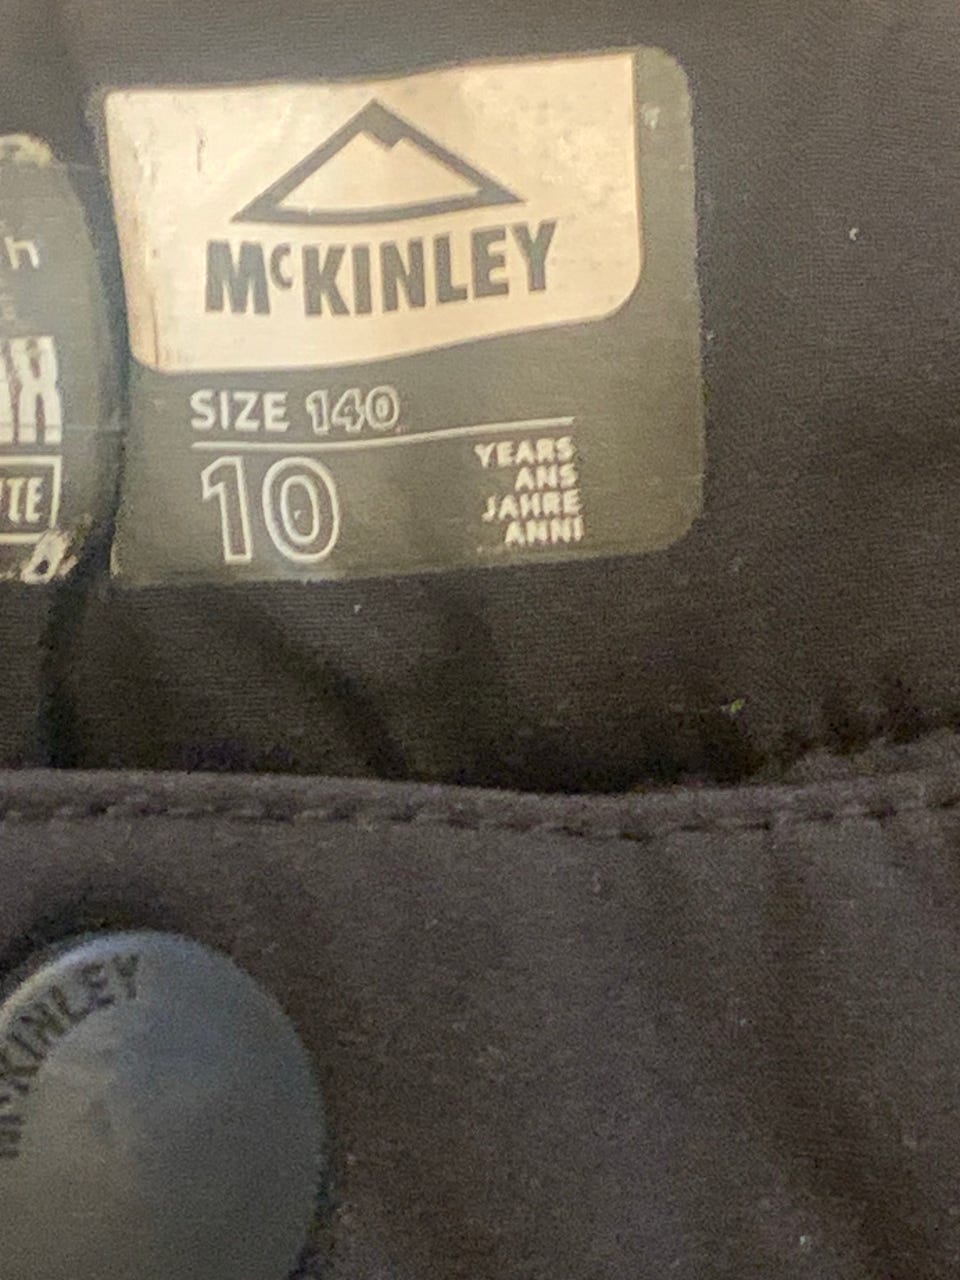 McKINLEY
SIZE 140
10
YEARS
ANS
JAHRE
ANNI
McKINLEY